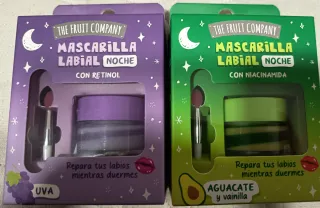 THE FRUIT COMPANY
MASCARILLA
LABIAL NOCHE
CON RETINOL
Repara tus labios
mientras duermes
UVA
THE FRUIT COMPANY
MASCARILLA
LABIAL NOCHE
CON NIACINAMIDA
Repara tus labios
mientras duermes
AGUACATE
y vainilla